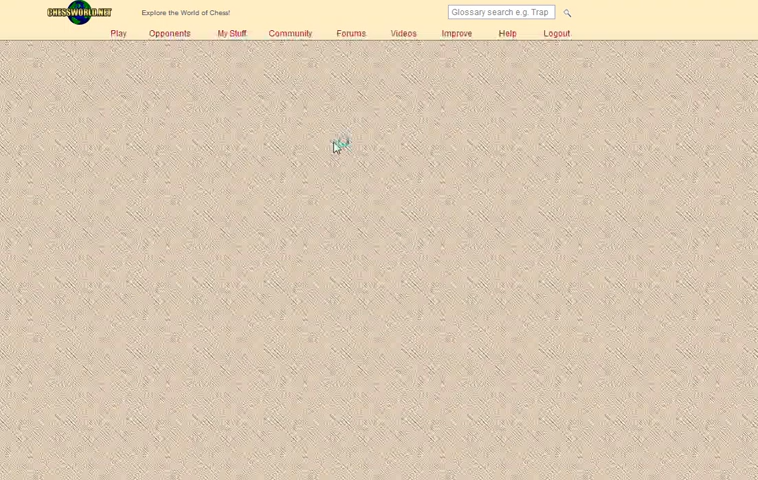 CHESSWORLD.NET
Explore the World of Chess!
Glossary search e.g. Trap
Play Opponents My Stuff Community Forums Videos Improve Help Logout